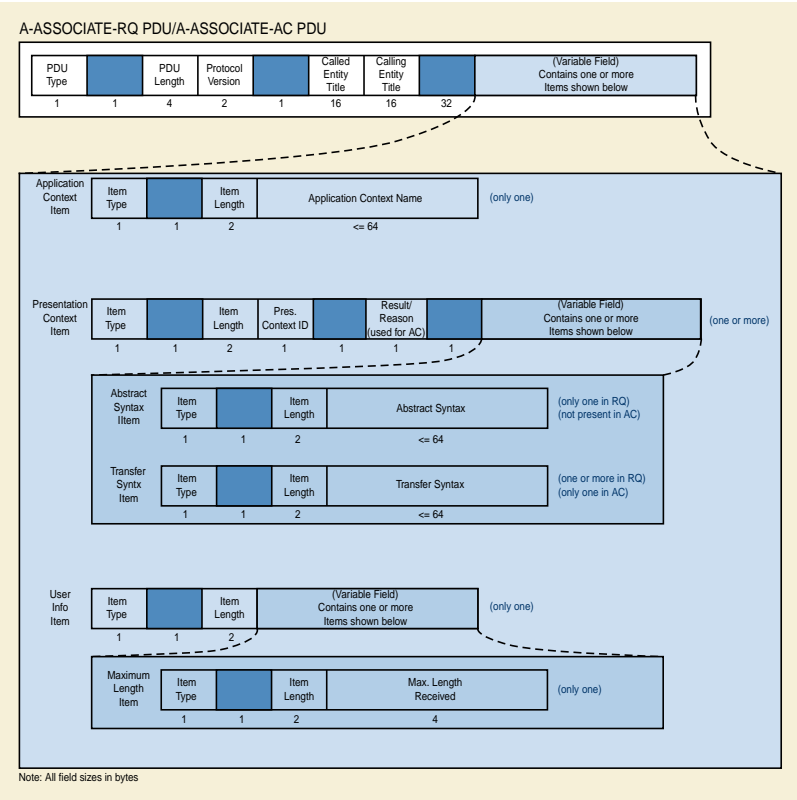 A-ASSOCIATE-RQ PDU/A-ASSOCIATE-AC PDU
PDU
Type
PDU
Length
Protocol
Version
Called
Entity
Title
Calling
Entity
Title
(Variable Field)
Contains one or more
Items shown below
1 1 4 2 1 16 16 32
Application
Context
Item
Item
Type
Item
Length
Application Context Name
(only one)
1 1 2 <= 64
Presentation
Context
Item
Item
Type
Item
Length
Pres.
Context ID
Result/
Reason
(used for AC)
(Variable Field)
Contains one or more
Items shown below
(one or more)
1 1 2 1 1 1 1
Abstract
Syntax
IItem
Item
Type
Item
Length
Abstract Syntax
(only one in RQ)
(not present in AC)
1 1 2 <= 64
Transfer
Syntx
Item
Item
Type
Item
Length
Transfer Syntax
(one or more in RQ)
(only one in AC)
1 1 2 <= 64
User
Info
Item
Item
Type
Item
Length
(Variable Field)
Contains one or more
Items shown below
(only one)
1 1 2
Maximum
Length
Item
Item
Type
Item
Length
Max. Length
Received
(only one)
1 1 2 4
Note: All field sizes in bytes